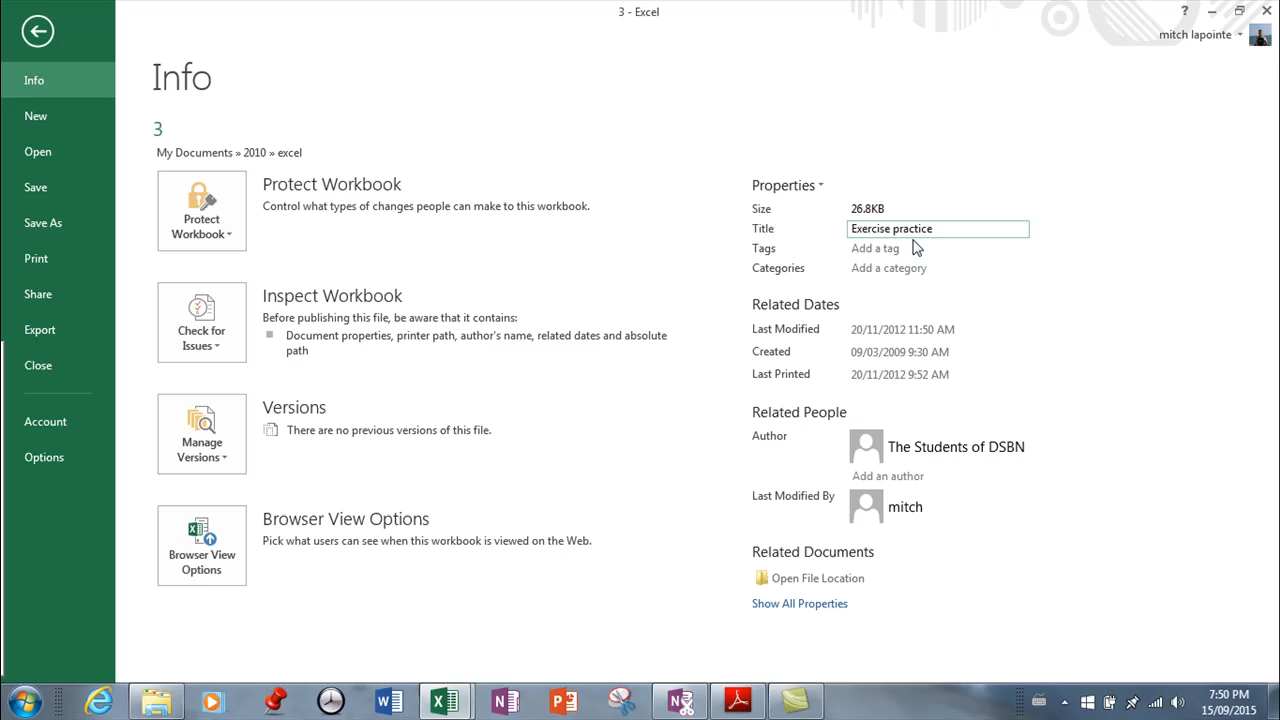 3 - Excel
?
mitch lapointe
Info
New
Open
Save
Save As
Print
Share
Export
Close
Account
Options
Info
3
My Documents » 2010 » excel
Protect
Workbook
Protect Workbook
Control what types of changes people can make to this workbook.
Check for
Issues
Inspect Workbook
Before publishing this file, be aware that it contains:
Document properties, printer path, author's name, related dates and absolute
path
Manage
Versions
Versions
There are no previous versions of this file.
Browser View
Options
Browser View Options
Pick what users can see when this workbook is viewed on the Web.
Properties
Size 26.8KB
Title Exercise practice
Tags Add a tag
Categories Add a category
Related Dates
Last Modified 20/11/2012 11:50 AM
Created 09/03/2009 9:30 AM
Last Printed 20/11/2012 9:52 AM
Related People
Author The Students of DSBN
Add an author
Last Modified By mitch
Related Documents
Open File Location
Show All Properties
7:50 PM
15/09/2015